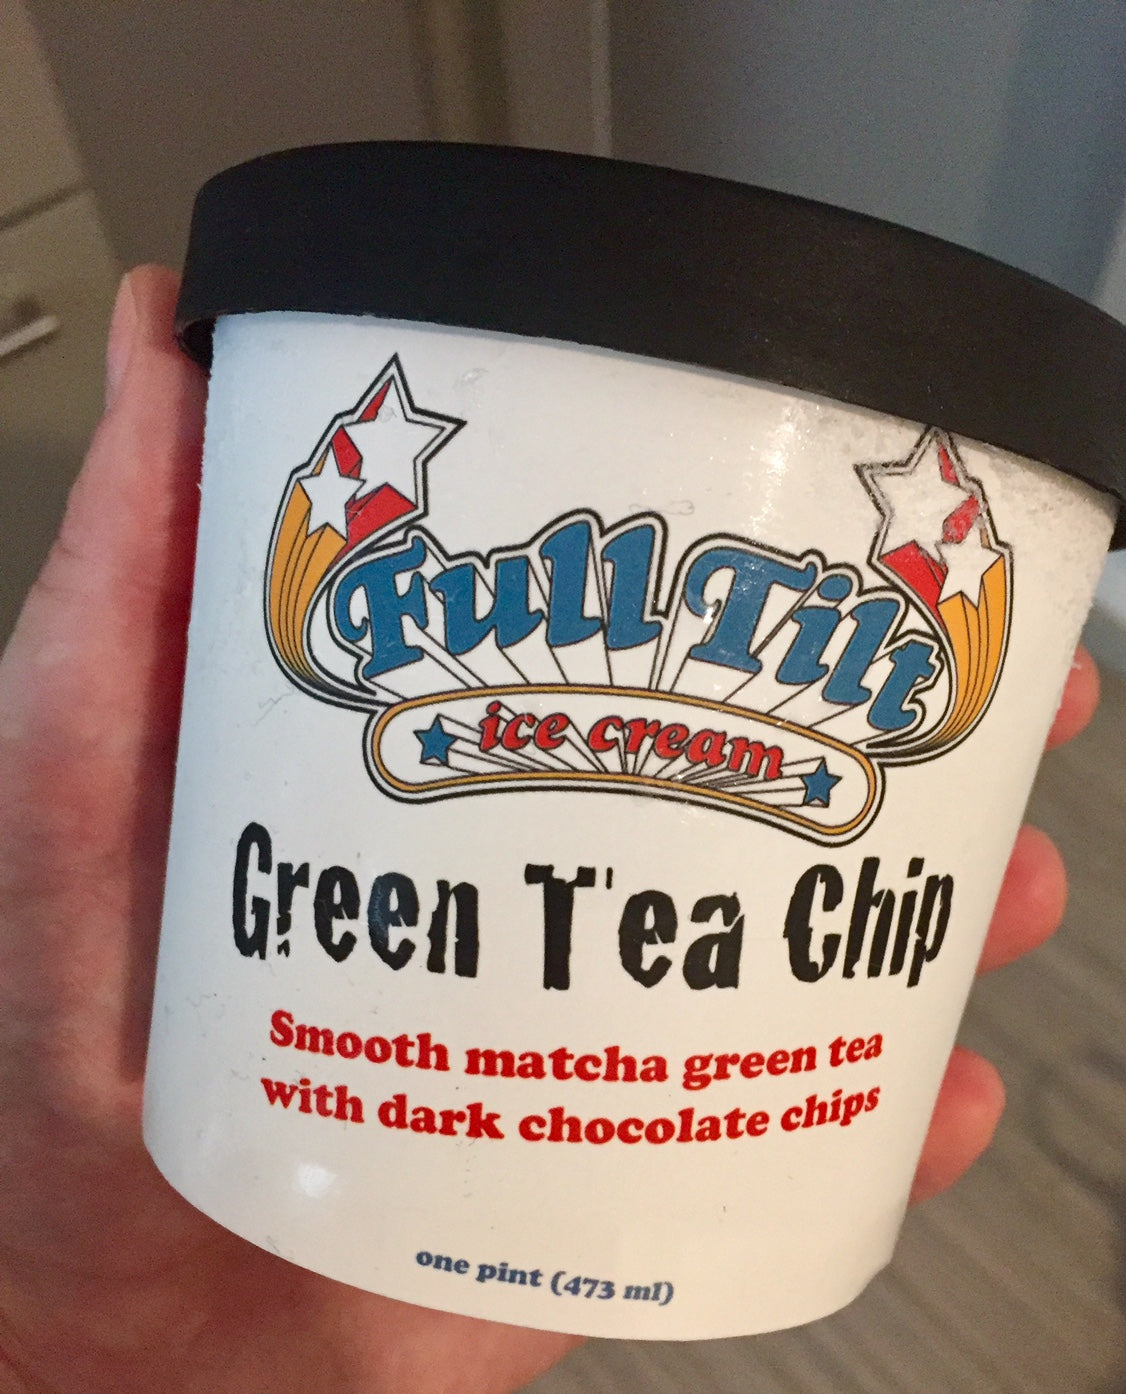 Full Tilt
ice cream
Green Tea Chip
Smooth matcha green tea
with dark chocolate chips
one pint (473 ml)